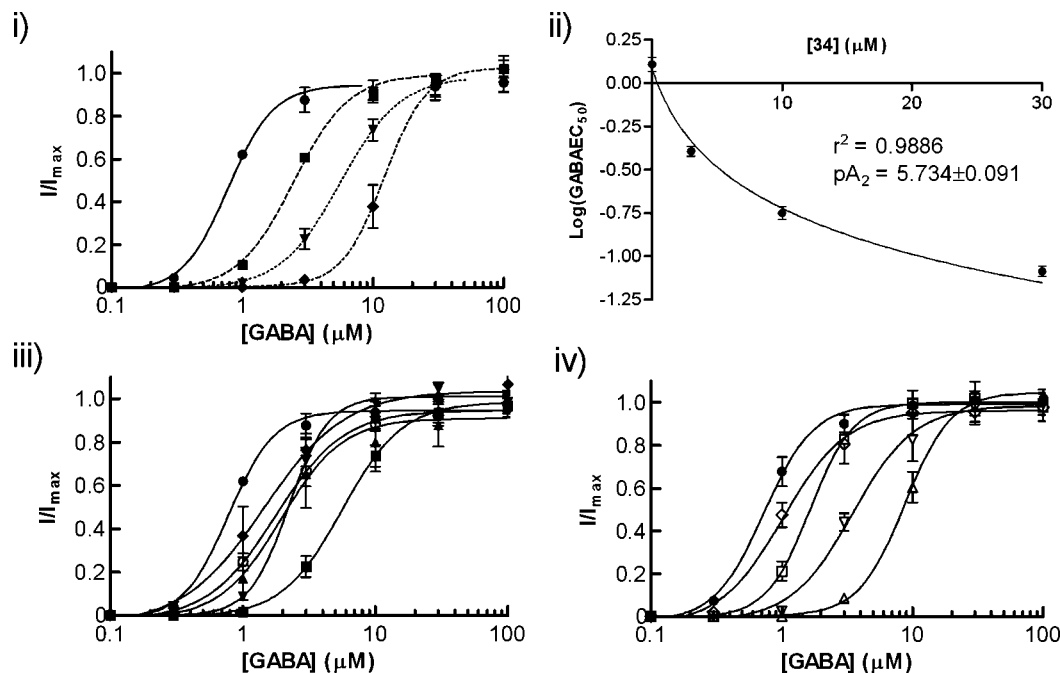 i)
1.0
0.8
0.6
0.4
0.2
0
I/Imax
0.1 1 10 100
[GABA] (μM)
ii)
[34] (μM)
0.25
0.00
-0.25
-0.50
-0.75
-1.00
-1.25
10 20 30
Log(GABAEC50)
r² = 0.9886
pA2 = 5.734±0.091
iii)
1.0
0.8
0.6
0.4
0.2
0
I/Imax
0.1 1 10 100
[GABA] (μM)
iv)
1.0
0.8
0.6
0.4
0.2
0
I/Imax
0.1 1 10 100
[GABA] (μM)